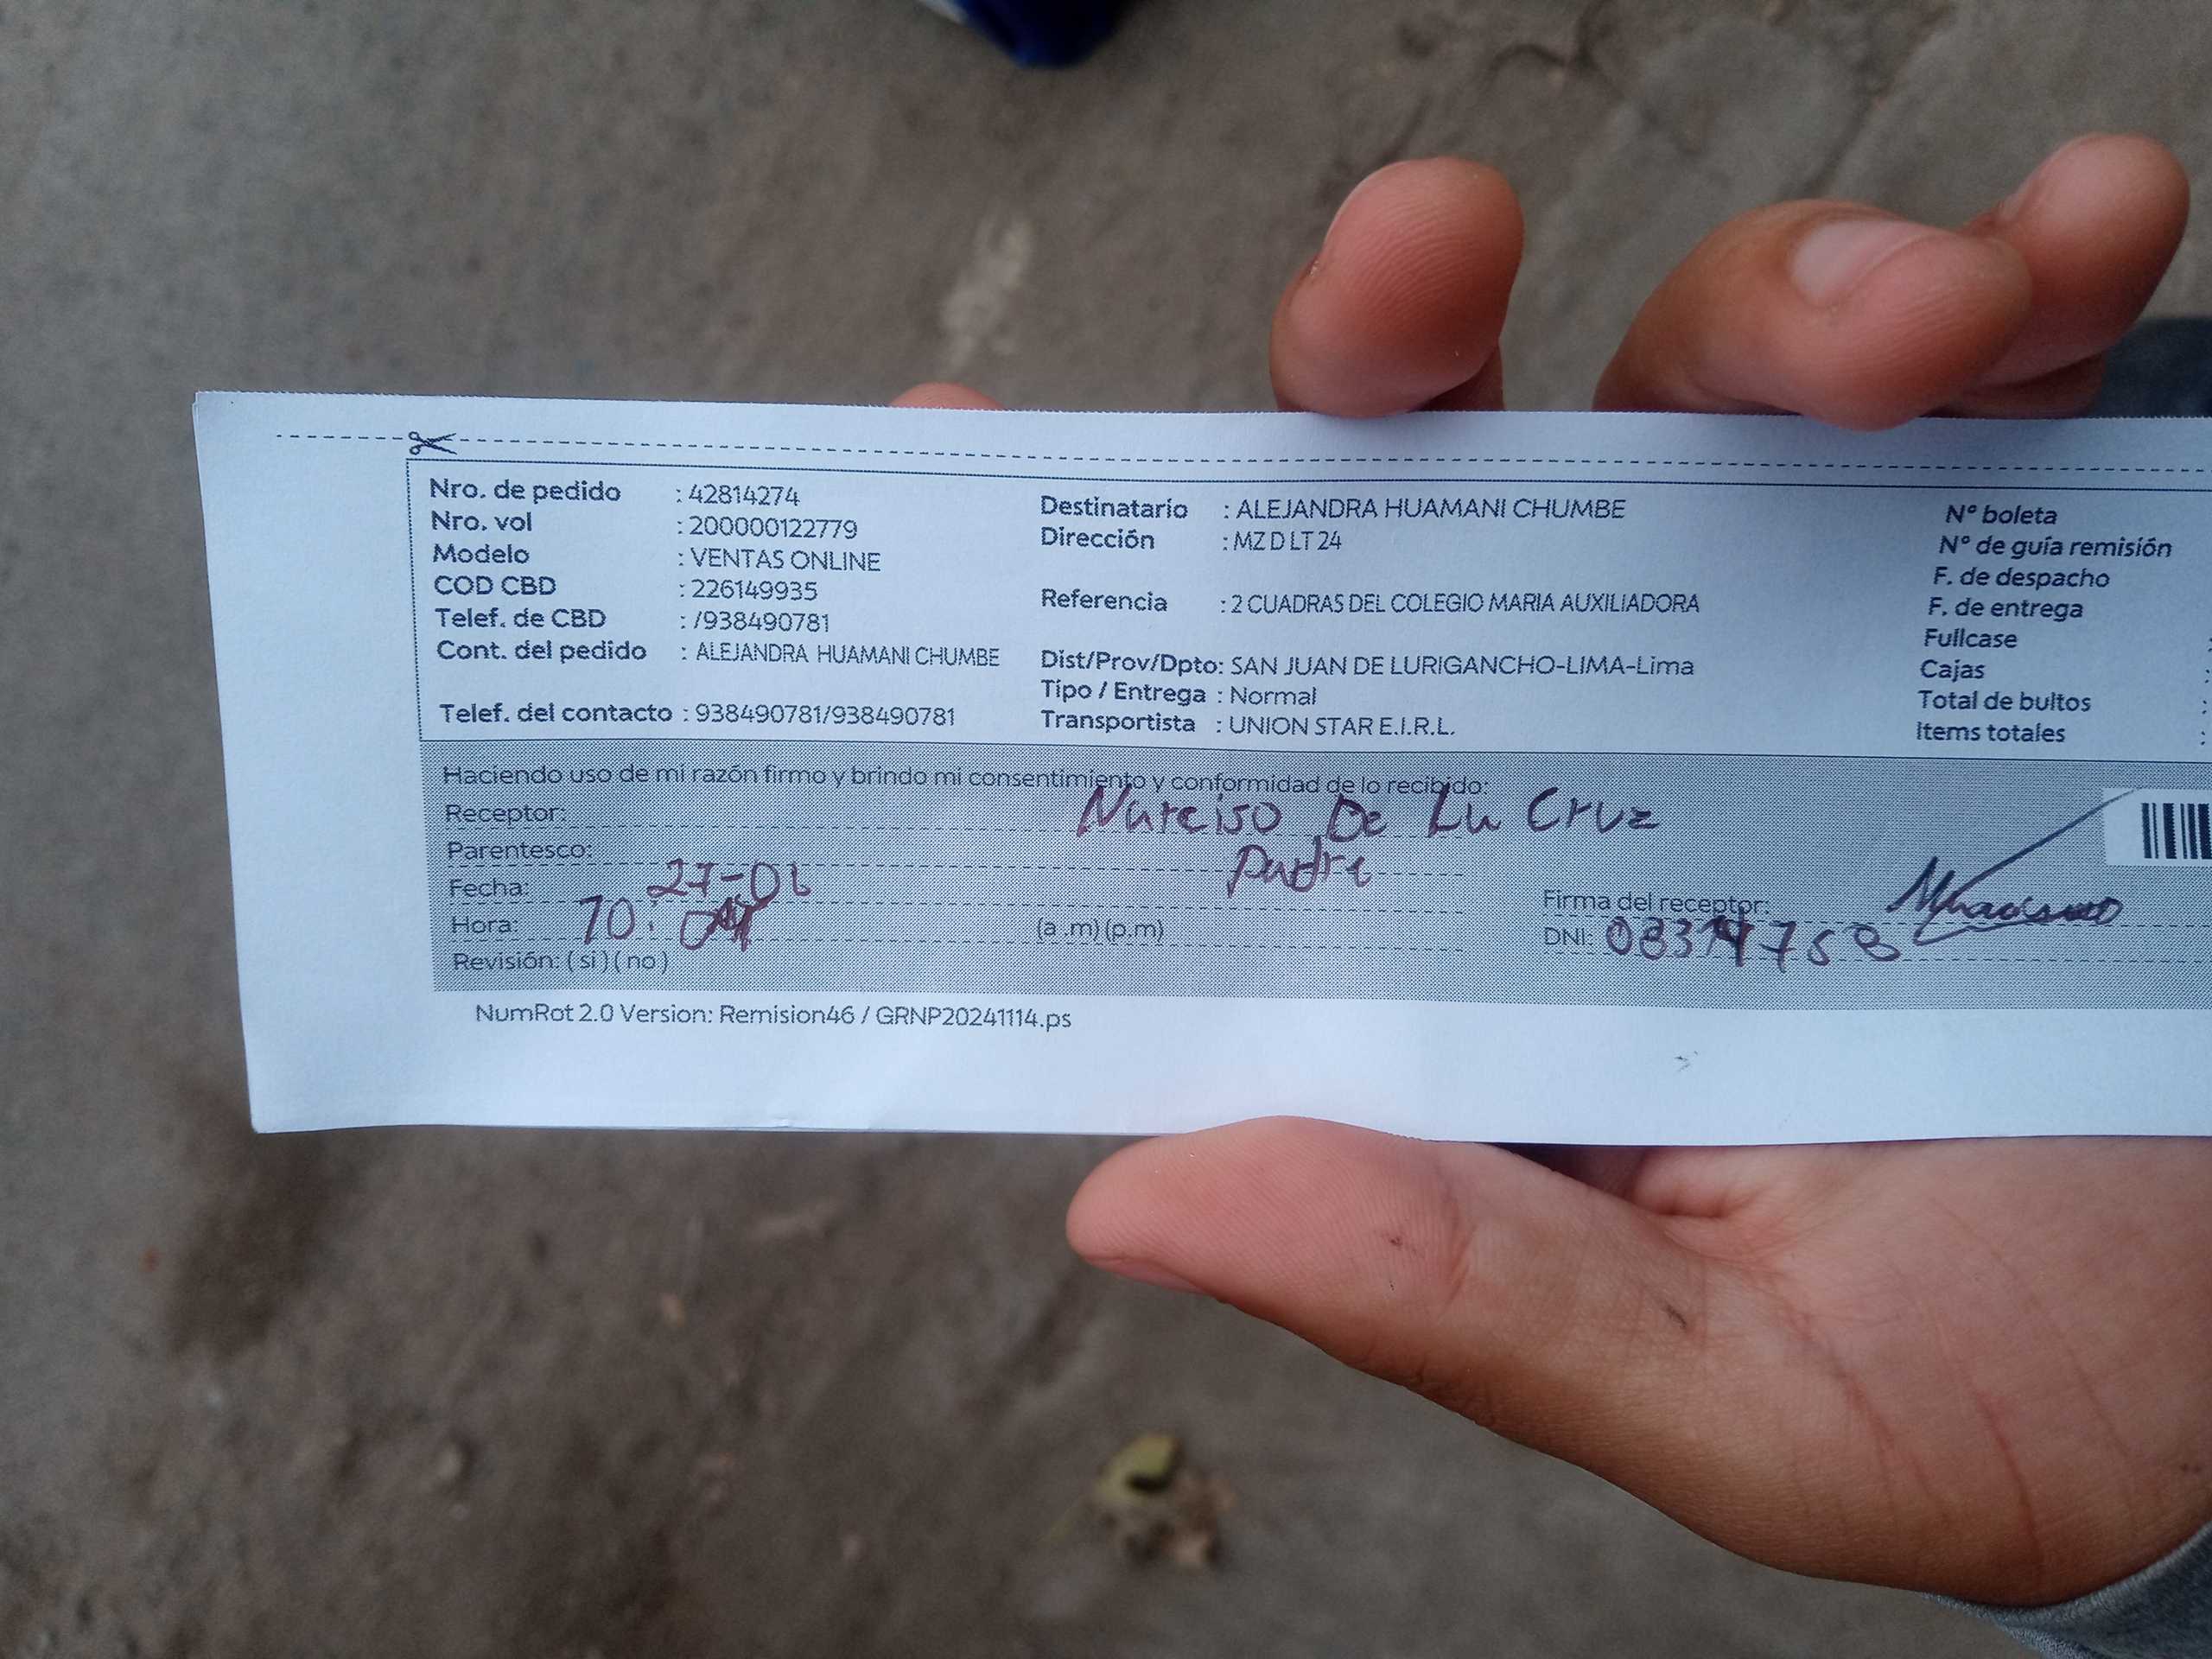 Nro. de pedido : 42814274
Nro. vol : 200000122779
Modelo : VENTAS ONLINE
COD CBD : 226149935
Telef. de CBD : /938490781
Cont. del pedido : ALEJANDRA HUAMANI CHUMBE
Telef. del contacto : 938490781/938490781
Destinatario : ALEJANDRA HUAMANI CHUMBE
Dirección : MZ D LT 24
Referencia : 2 CUADRAS DEL COLEGIO MARIA AUXILIADORA
Dist/Prov/Dpto: SAN JUAN DE LURIGANCHO-LIMA-Lima
Tipo / Entrega : Normal
Transportista : UNION STAR E.I.R.L.
N° boleta
N° de guía remisión
F. de despacho
F. de entrega
Fullcase :
Cajas :
Total de bultos :
Items totales :
Haciendo uso de mi razón firmo y brindo mi consentimiento y conformidad de lo recibido:
Receptor: Narciso De La Cruz
Parentesco: padre
Fecha: 27-01
Hora: 10: (a .m) (p.m)
Revisión: ( si ) ( no )
Firma del receptor:
DNI:
NumRot 2.0 Version: Remision46 / GRNP20241114.ps